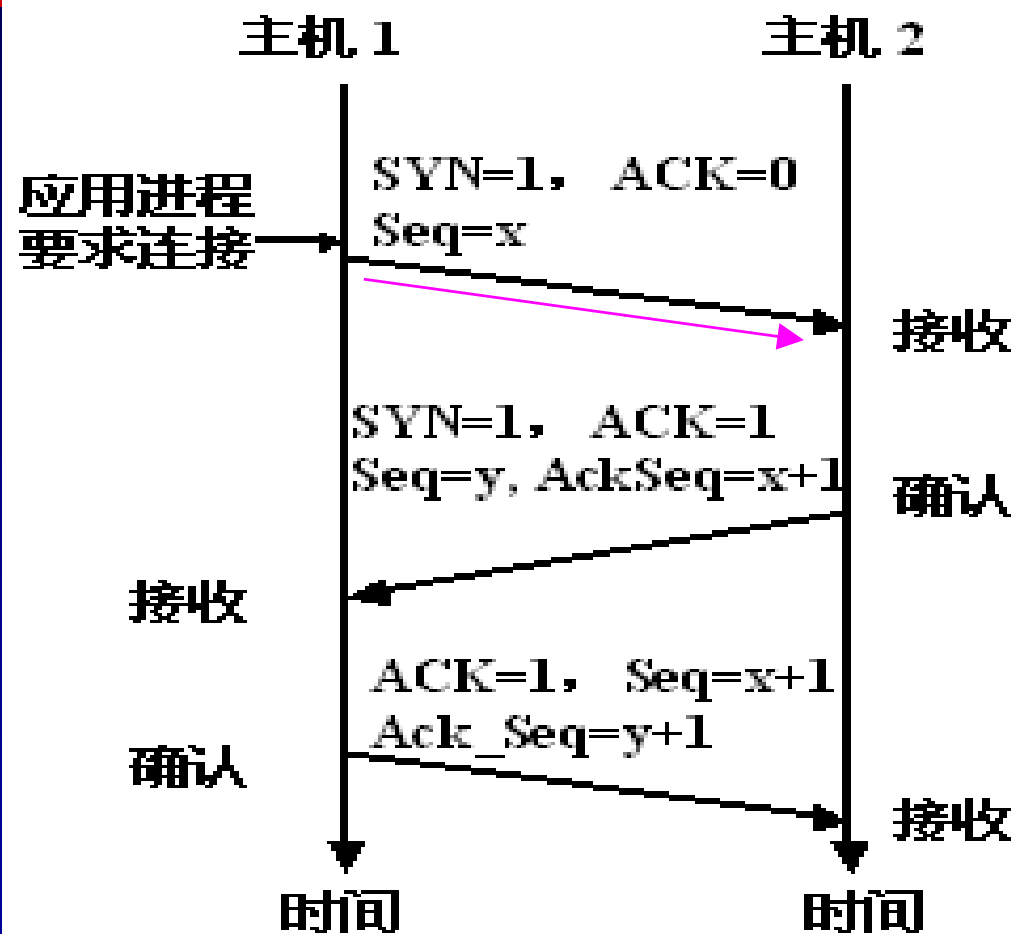 主机 1
主机 2
应用进程
要求连接
SYN=1, ACK=0
Seq=x
接收
SYN=1, ACK=1
Seq=y, AckSeq=x+1
确认
接收
ACK=1, Seq=x+1
Ack_Seq=y+1
确认
接收
时间
时间